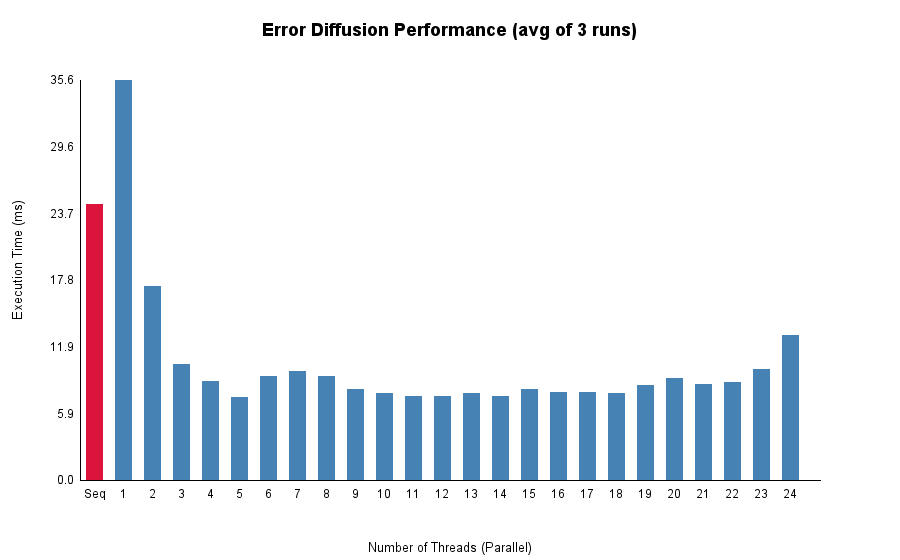 Error Diffusion Performance (avg of 3 runs)
35.6
29.6
23.7
17.8
11.9
5.9
0.0
Execution Time (ms)
Seq 1 2 3 4 5 6 7 8 9 10 11 12 13 14 15 16 17 18 19 20 21 22 23 24
Number of Threads (Parallel)